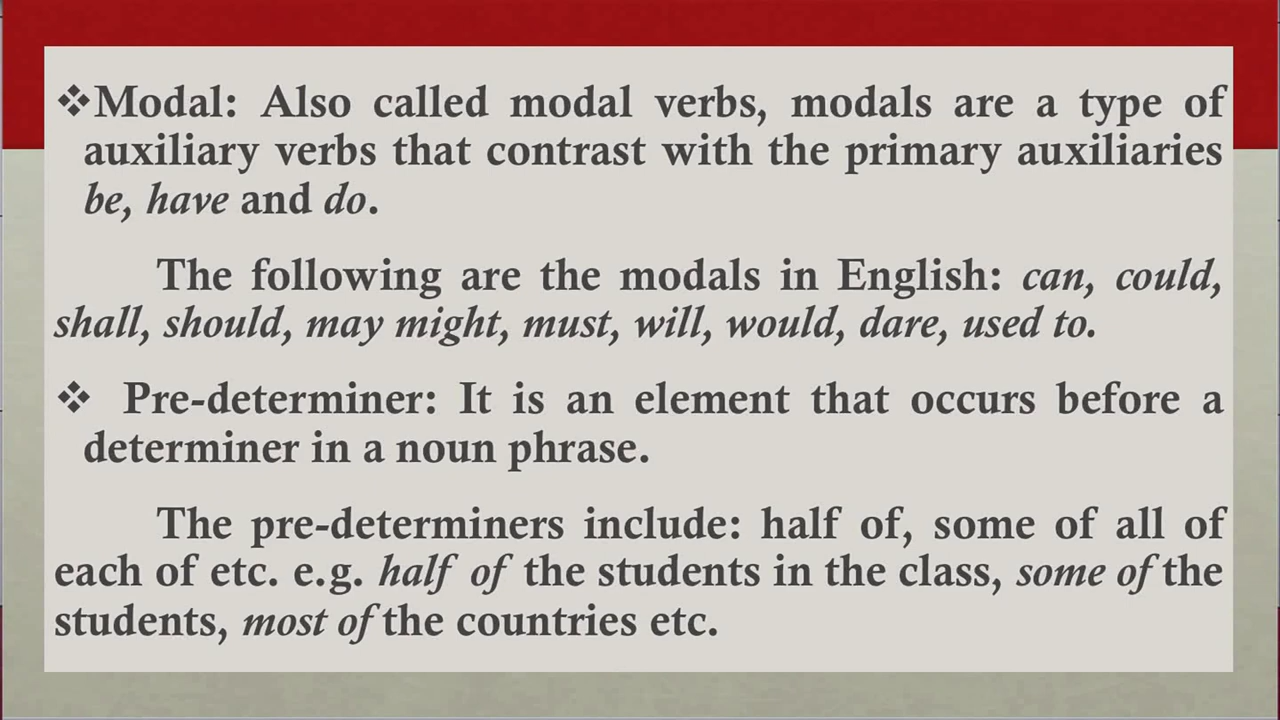 ❖Modal: Also called modal verbs, modals are a type of
auxiliary verbs that contrast with the primary auxiliaries
be, have and do.
The following are the modals in English: can, could,
shall, should, may might, must, will, would, dare, used to.
❖ Pre-determiner: It is an element that occurs before a
determiner in a noun phrase.
The pre-determiners include: half of, some of all of
each of etc. e.g. half of the students in the class, some of the
students, most of the countries etc.